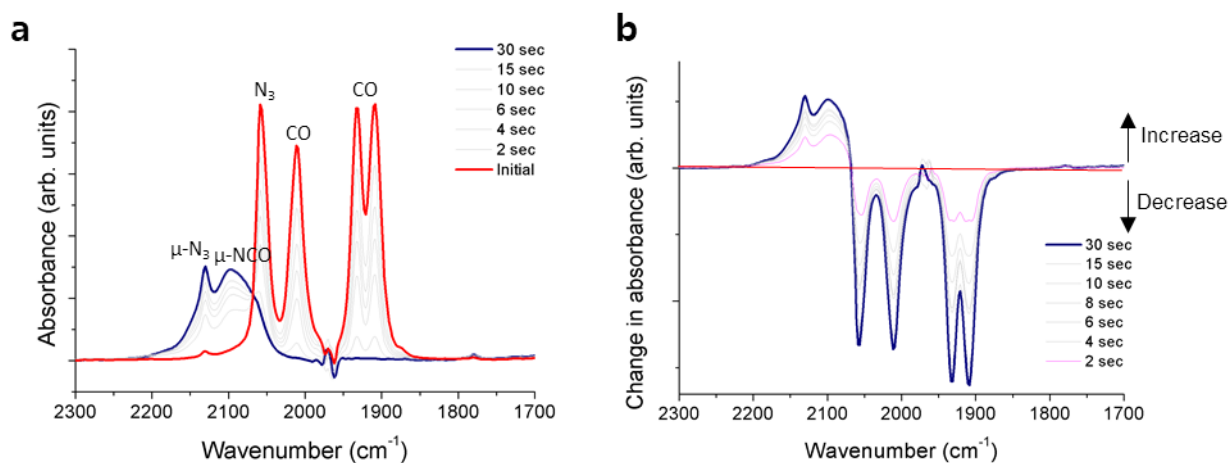 a
Absorbance (arb. units)
30 sec
15 sec
10 sec
6 sec
4 sec
2 sec
Initial
N₃
CO
CO
μ-N₃
μ-NCO
2300
2200
2100
2000
1900
1800
1700
Wavenumber (cm⁻¹)
b
Change in absorbance (arb. units)
Increase
Decrease
30 sec
15 sec
10 sec
8 sec
6 sec
4 sec
2 sec
2300
2200
2100
2000
1900
1800
1700
Wavenumber (cm⁻¹)